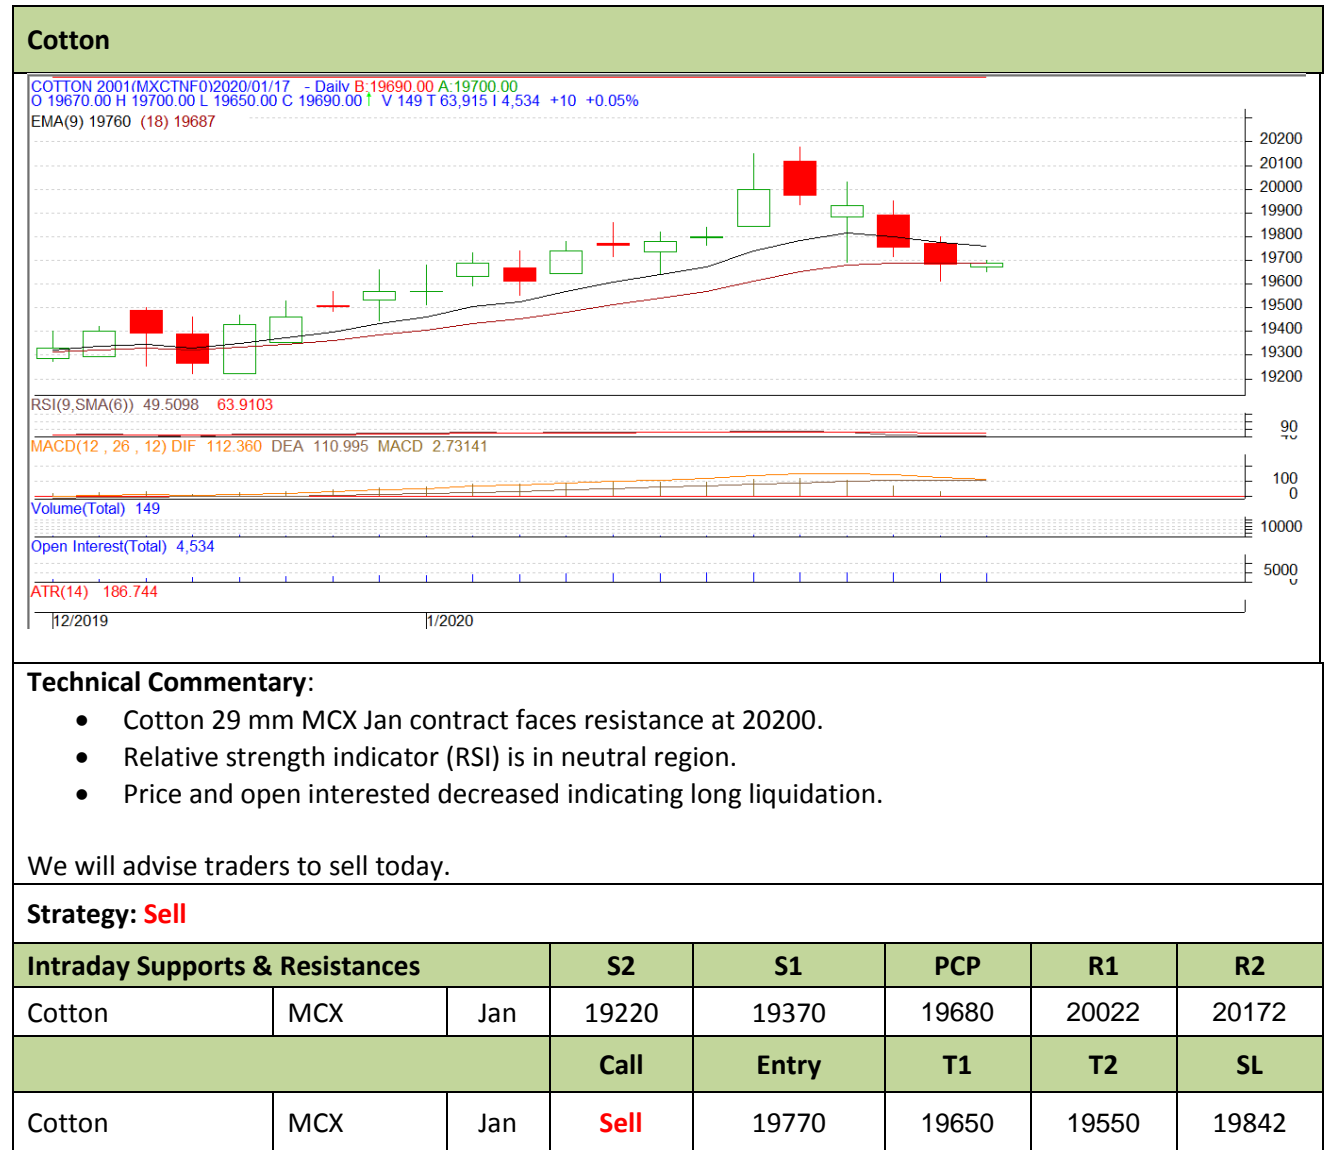 Cotton
COTTON 2001(MXCTNF0)2020/01/17 - Daily B:19690.00 A:19700.00
O 19670.00 H 19700.00 L 19650.00 C 19690.00↑ V 149 T 63,915 I 4,534 +10 +0.05%
EMA(9) 19760 (18) 19687
20200
20100
20000
19900
19800
19700
19600
19500
19400
19300
19200
RSI(9,SMA(6)) 49.5098 63.9103
90
40
MACD(12 , 26 , 12) DIF 112.360 DEA 110.995 MACD 2.73141
100
0
Volume(Total) 149
10000
Open Interest(Total) 4,534
5000
0
ATR(14) 186.744
12/2019 1/2020
Technical Commentary:
• Cotton 29 mm MCX Jan contract faces resistance at 20200.
• Relative strength indicator (RSI) is in neutral region.
• Price and open interested decreased indicating long liquidation.
We will advise traders to sell today.
Strategy: Sell
Intraday Supports & Resistances S2 S1 PCP R1 R2
Cotton MCX Jan 19220 19370 19680 20022 20172
Call Entry T1 T2 SL
Cotton MCX Jan Sell 19770 19650 19550 19842